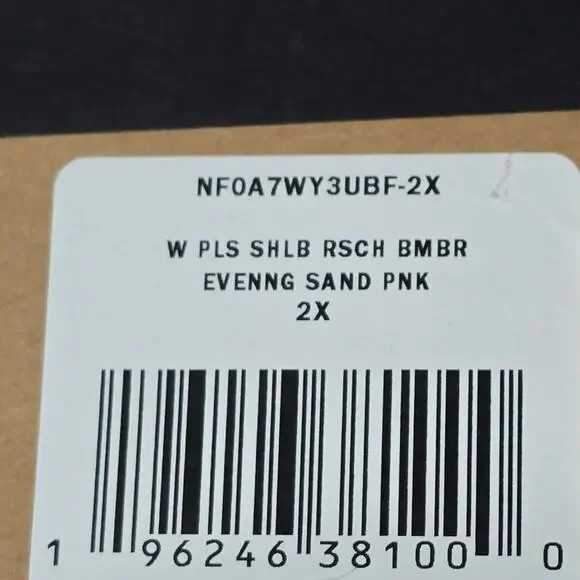 NF0A7WY3UBF-2X
W PLS SHLB RSCH BMBR
EVENNG SAND PNK
2X
1 96246 38100 0